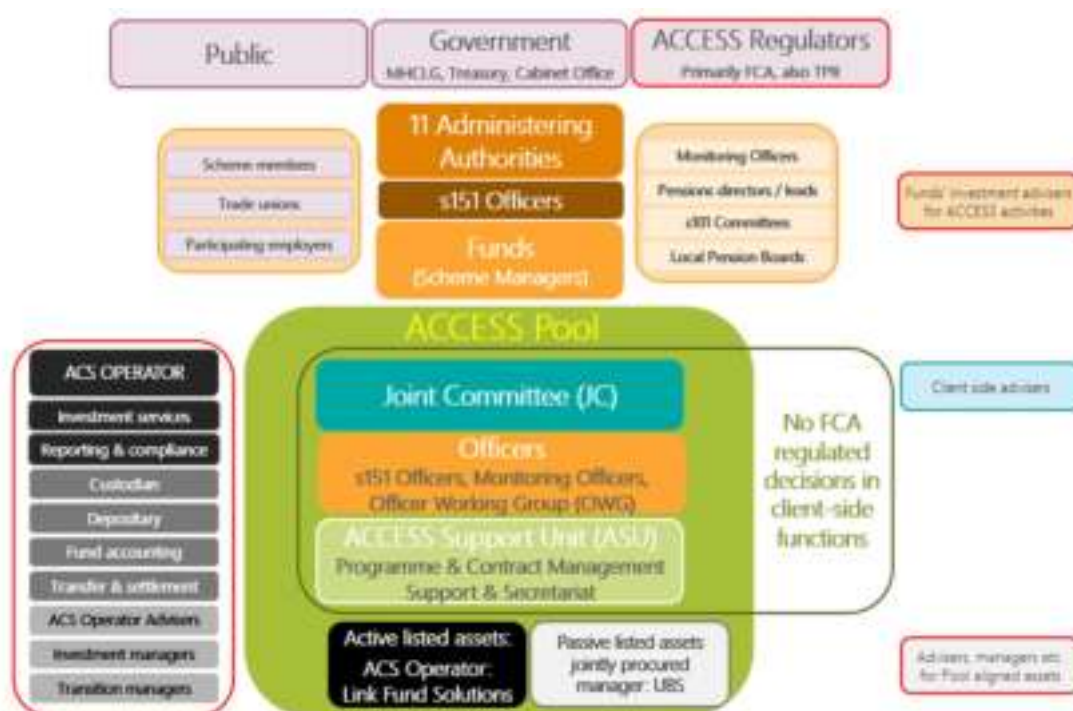 Public
Government
MHCLG, Treasury, Cabinet Office
ACCESS Regulators
Primarily FCA, also TPR
Scheme members
Trade unions
Participating employers
11 Administering
Authorities
s151 Officers
Funds
(Scheme Managers)
Monitoring Officers
Pensions directors / leads
s101 Committees
Local Pension Boards
Funds' investment advisers
for ACCESS activities
ACCESS Pool
ACS OPERATOR
Investment services
Reporting & compliance
Custodian
Depositary
Fund accounting
Transfer & settlement
ACS Operator Advisers
Investment managers
Transition managers
Joint Committee (JC)
Officers
s151 Officers, Monitoring Officers,
Officer Working Group (OWG)
ACCESS Support Unit (ASU)
Programme & Contract Management
Support & Secretariat
No FCA
regulated
decisions in
client-side
functions
Client side advisers
Active listed assets:
ACS Operator:
Link Fund Solutions
Passive listed assets
jointly procured
manager: UBS
Advisers, managers etc
for Pool aligned assets